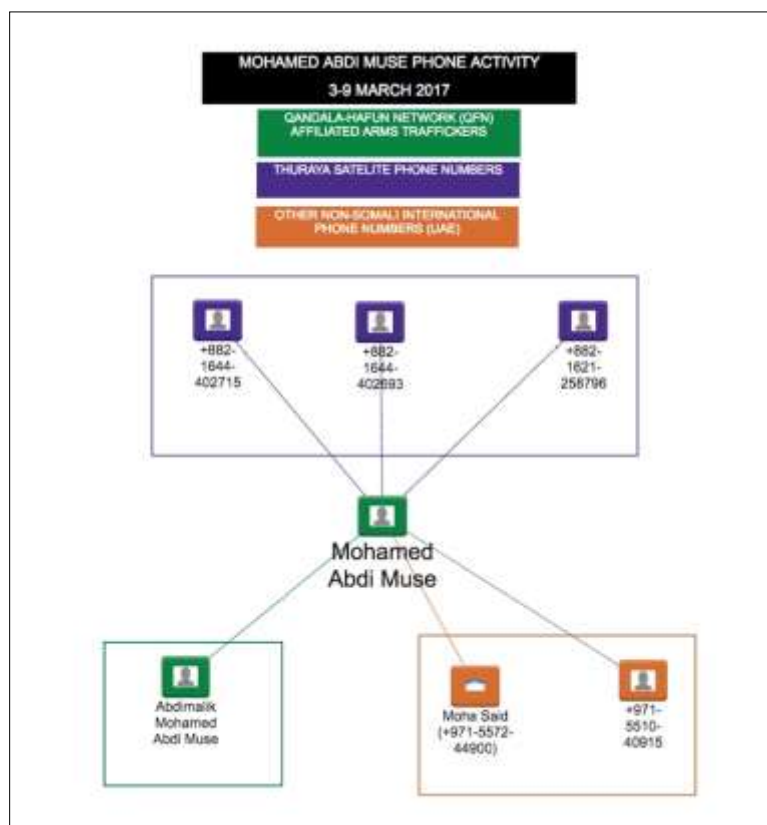 MOHAMED ABDI MUSE PHONE ACTIVITY
3-9 MARCH 2017
QANDALA-HAFUN NETWORK (QFN)
AFFILIATED ARMS TRAFFICKERS
THURAYA SATELITE PHONE NUMBERS
OTHER NON-SOMALI INTERNATIONAL
PHONE NUMBERS (UAE)
+882-
1644-
402715
+882-
1644-
402693
+882-
1621-
258796
Mohamed
Abdi Muse
Abdimalik
Mohamed
Abdi Muse
Moha Said
(+971-5572-
44900)
+971-
5510-
40915